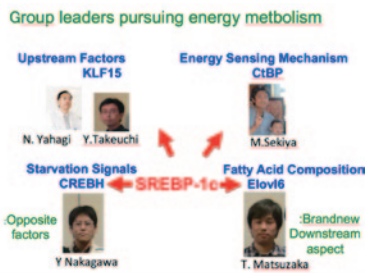 Group leaders pursuing energy metbolism
Upstream Factors
KLF15
Energy Sensing Mechanism
CtBP
N. Yahagi
Y.Takeuchi
M.Sekiya
Starvation Signals
CREBH
SREBP-1c
Fatty Acid Composition
Elovl6
:Opposite
factors
:Brandnew
Downstream
aspect
Y Nakagawa
T. Matsuzaka